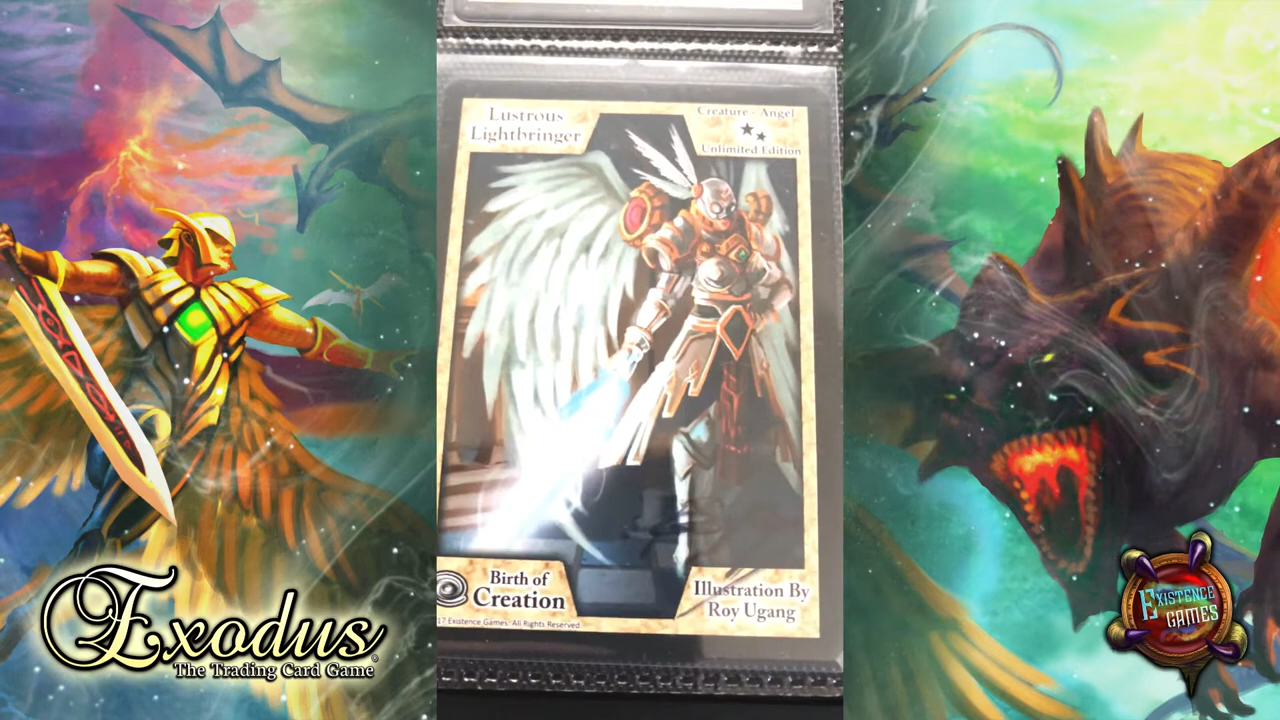 Lustrous
Lightbringer
Creature - Angel
Unlimited Edition
Birth of
Creation
17 Existence Games. All Rights Reserved
Illustration By
Roy Ugang
Exodus
The Trading Card Game
EXISTENCE
GAMES